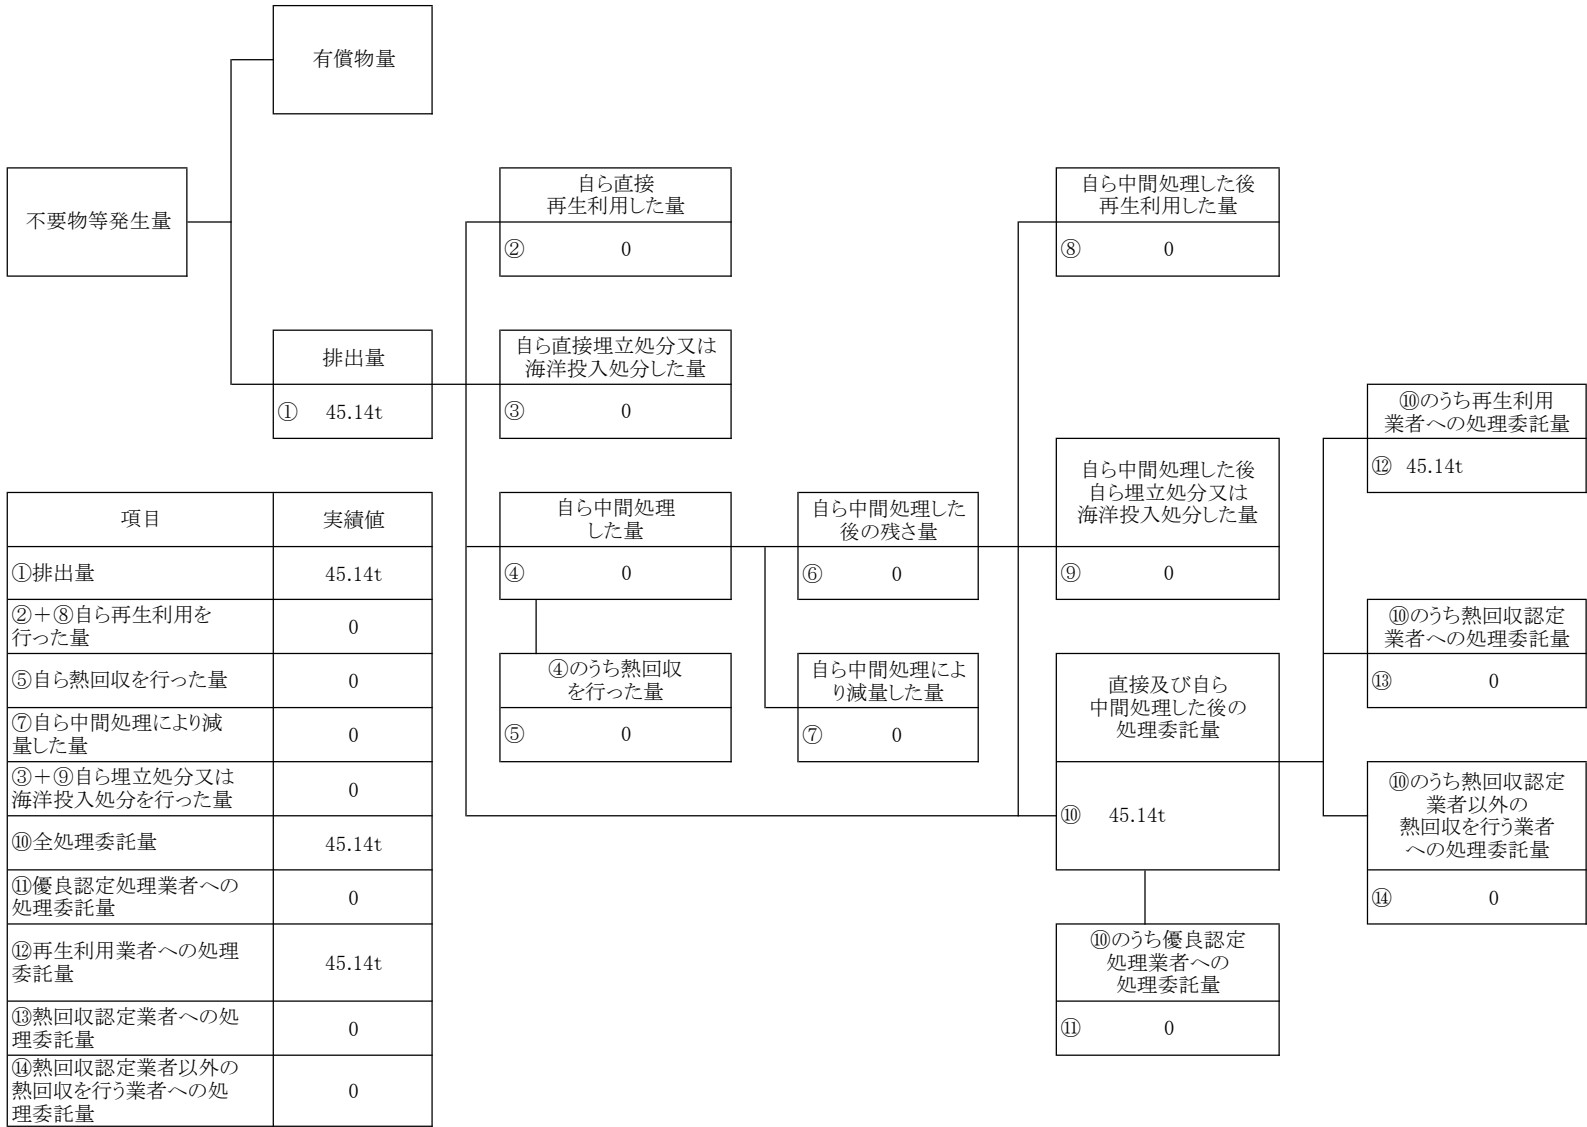 有償物量
不要物等発生量
自ら直接
再生利用した量
② 0
自ら中間処理した後
再生利用した量
⑧ 0
排出量
① 45.14t
自ら直接埋立処分又は
海洋投入処分した量
③ 0
⑩のうち再生利用
業者への処理委託量
⑫ 45.14t
自ら中間処理した後
自ら埋立処分又は
海洋投入処分した量
⑨ 0
自ら中間処理
した量
④ 0
自ら中間処理した
後の残さ量
⑥ 0
⑩のうち熱回収認定
業者への処理委託量
⑬ 0
④のうち熱回収
を行った量
⑤ 0
自ら中間処理によ
り減量した量
⑦ 0
直接及び自ら
中間処理した後の
処理委託量
⑩ 45.14t
⑩のうち熱回収認定
業者以外の
熱回収を行う業者
への処理委託量
⑭ 0
⑩のうち優良認定
処理業者への
処理委託量
⑪ 0
項目 実績値
①排出量 45.14t
②+⑧自ら再生利用を
行った量 0
⑤自ら熱回収を行った量 0
⑦自ら中間処理により減
量した量 0
③+⑨自ら埋立処分又は
海洋投入処分を行った量 0
⑩全処理委託量 45.14t
⑪優良認定処理業者への
処理委託量 0
⑫再生利用業者への処理
委託量 45.14t
⑬熱回収認定業者への処
理委託量 0
⑭熱回収認定業者以外の
熱回収を行う業者への処
理委託量 0